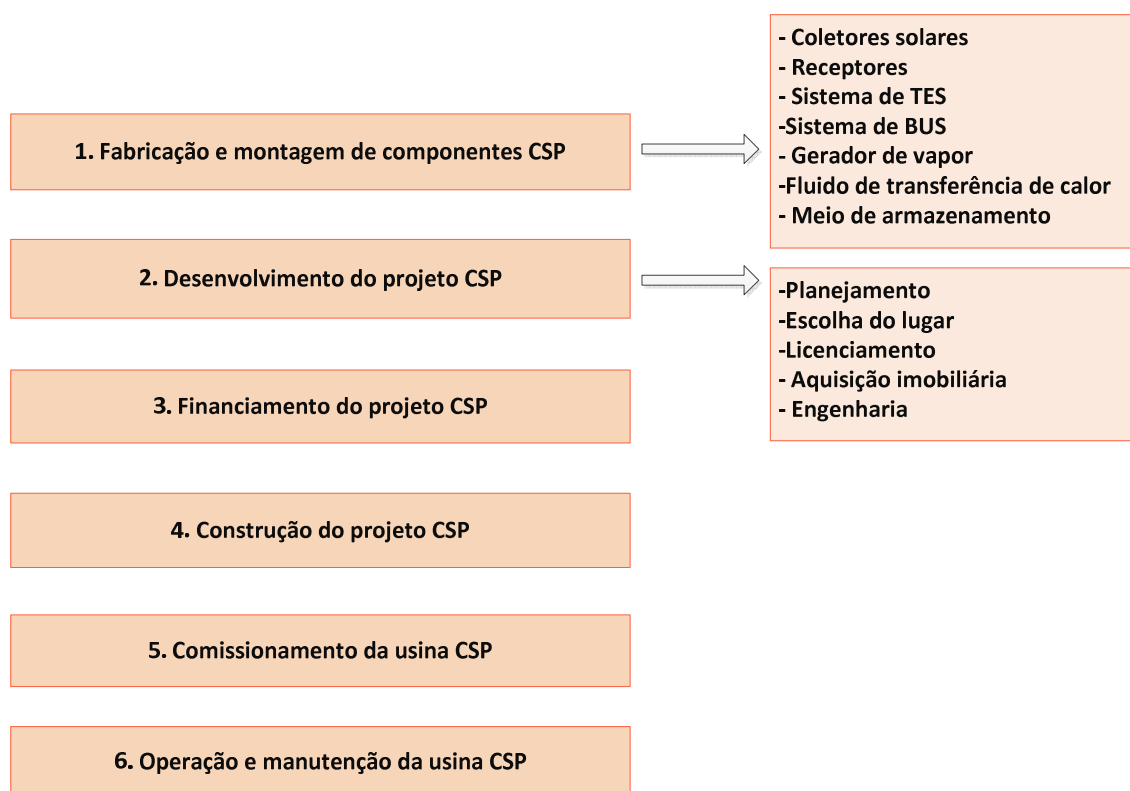 1. Fabricação e montagem de componentes CSP
- Coletores solares
- Receptores
- Sistema de TES
-Sistema de BUS
- Gerador de vapor
-Fluido de transferência de calor
- Meio de armazenamento
2. Desenvolvimento do projeto CSP
-Planejamento
-Escolha do lugar
-Licenciamento
- Aquisição imobiliária
- Engenharia
3. Financiamento do projeto CSP
4. Construção do projeto CSP
5. Comissionamento da usina CSP
6. Operação e manutenção da usina CSP